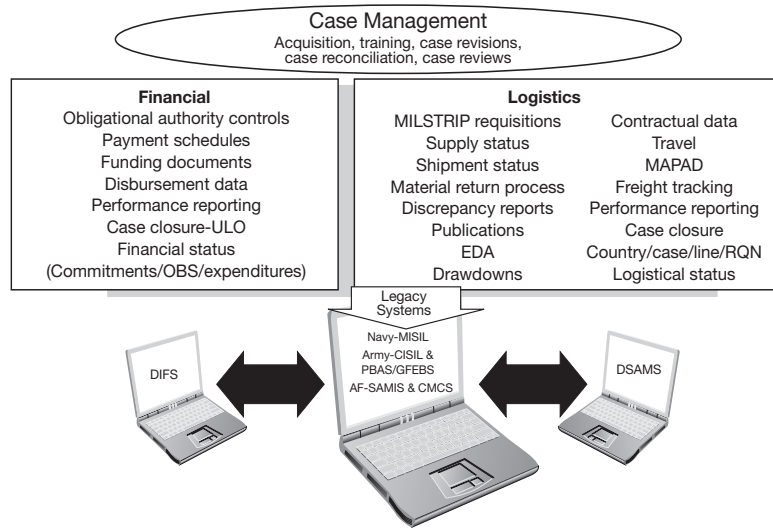 Case Management
Acquisition, training, case revisions,
case reconciliation, case reviews
Financial
Obligational authority controls
Payment schedules
Funding documents
Disbursement data
Performance reporting
Case closure-ULO
Financial status
(Commitments/OBS/expenditures)
Logistics
MILSTRIP requisitions
Supply status
Shipment status
Material return process
Discrepancy reports
Publications
EDA
Drawdowns
Contractual data
Travel
MAPAD
Freight tracking
Performance reporting
Case closure
Country/case/line/RQN
Logistical status
Legacy
Systems
DIFS
Navy-MISIL
Army-CISIL &
PBAS/GFEBS
AF-SAMIS & CMCS
DSAMS